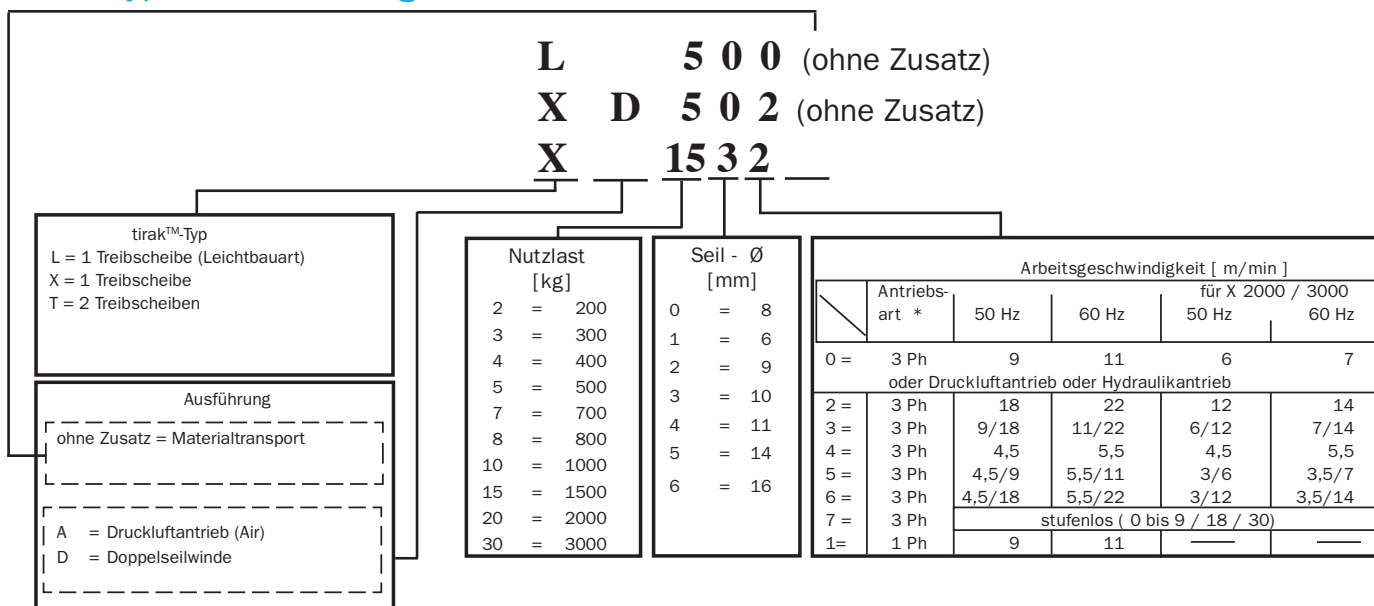 L 5 0 0 (ohne Zusatz)
X D 5 0 2 (ohne Zusatz)
X 15 3 2
tirak™-Typ
L = 1 Treibscheibe (Leichtbauart)
X = 1 Treibscheibe
T = 2 Treibscheiben
Ausführung
ohne Zusatz = Materialtransport
A = Druckluftantrieb (Air)
D = Doppelseilwinde
Nutzlast
[kg]
2 = 200
3 = 300
4 = 400
5 = 500
7 = 700
8 = 800
10 = 1000
15 = 1500
20 = 2000
30 = 3000
Seil - Ø
[mm]
0 = 8
1 = 6
2 = 9
3 = 10
4 = 11
5 = 14
6 = 16
Arbeitsgeschwindigkeit [ m/min ]
Antriebs- für X 2000 / 3000
art * 50 Hz 60 Hz 50 Hz 60 Hz
0 = 3 Ph 9 11 6 7
oder Druckluftantrieb oder Hydraulikantrieb
2 = 3 Ph 18 22 12 14
3 = 3 Ph 9/18 11/22 6/12 7/14
4 = 3 Ph 4,5 5,5 4,5 5,5
5 = 3 Ph 4,5/9 5,5/11 3/6 3,5/7
6 = 3 Ph 4,5/18 5,5/22 3/12 3,5/14
7 = 3 Ph stufenlos ( 0 bis 9 / 18 / 30)
1= 1 Ph 9 11 — —